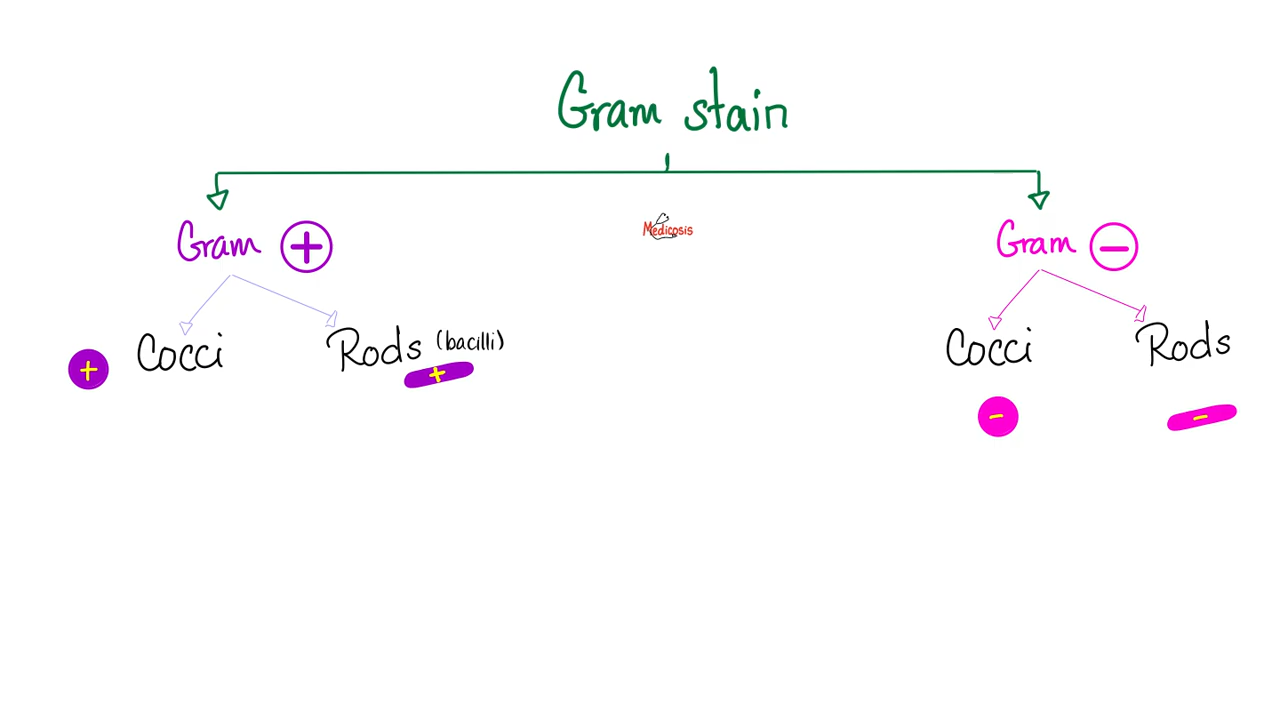 Gram stain
Medicosis
Gram +
Gram −
Cocci
Rods (bacilli)
Cocci
Rods
+
+
−
−